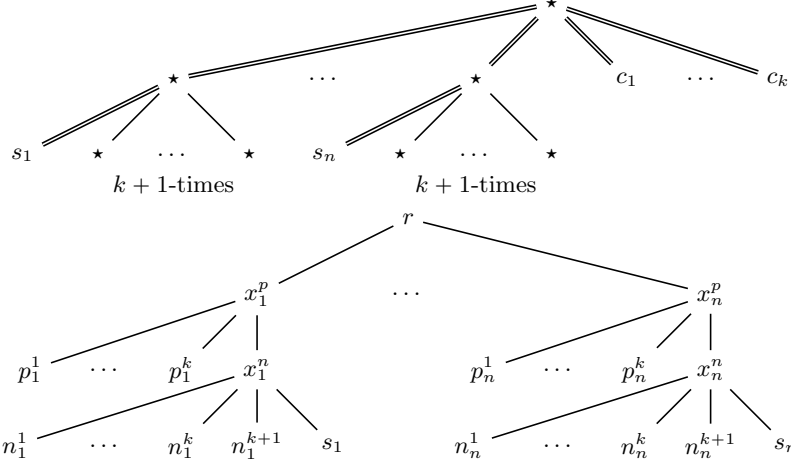 ⋆
⋆ ⋯ ⋆ c₁ ⋯ cₖ
s₁ ⋆ ⋯ ⋆ sₙ ⋆ ⋯ ⋆
k + 1-times k + 1-times
r
x₁ᵖ ⋯ xₙᵖ
p₁¹ ⋯ p₁ᵏ x₁ⁿ pₙ¹ ⋯ pₙᵏ xₙⁿ
n₁¹ ⋯ n₁ᵏ n₁ᵏ⁺¹ s₁ nₙ¹ ⋯ nₙᵏ nₙᵏ⁺¹ sₙ